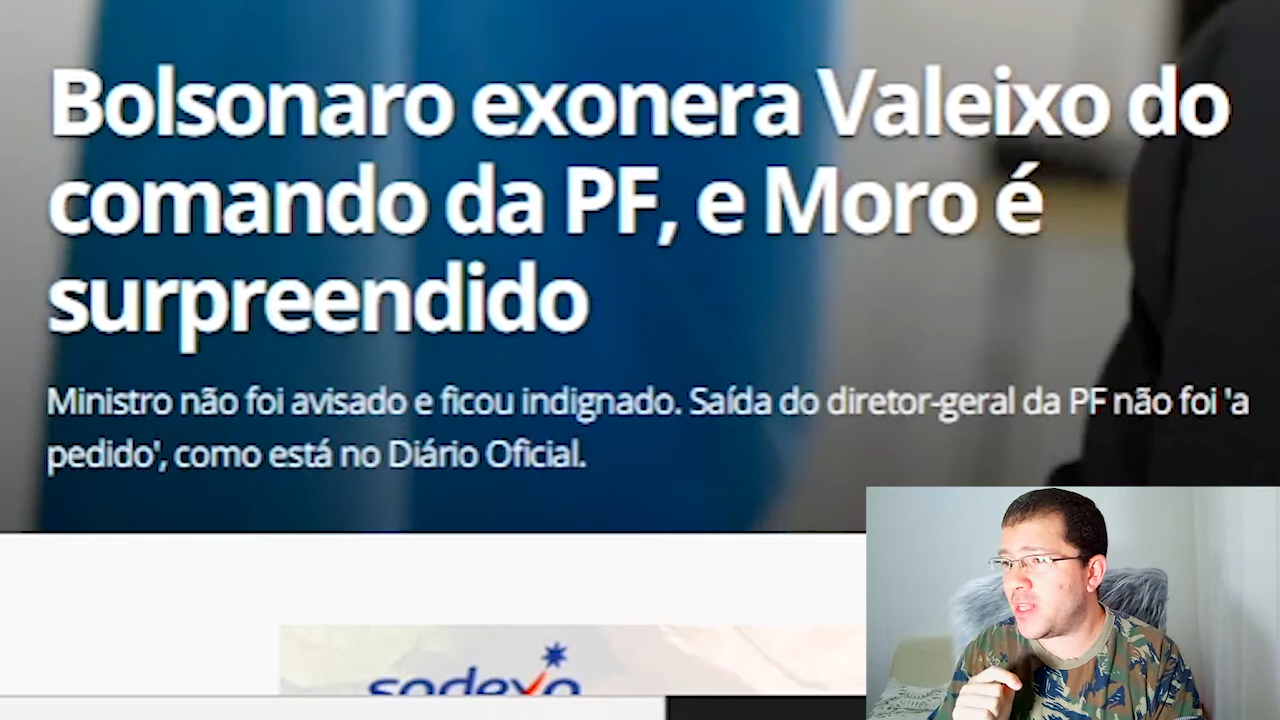 Bolsonaro exonera Valeixo do
comando da PF, e Moro é
surpreendido
Ministro não foi avisado e ficou indignado. Saída do diretor-geral da PF não foi 'a
pedido', como está no Diário Oficial.
sodexo